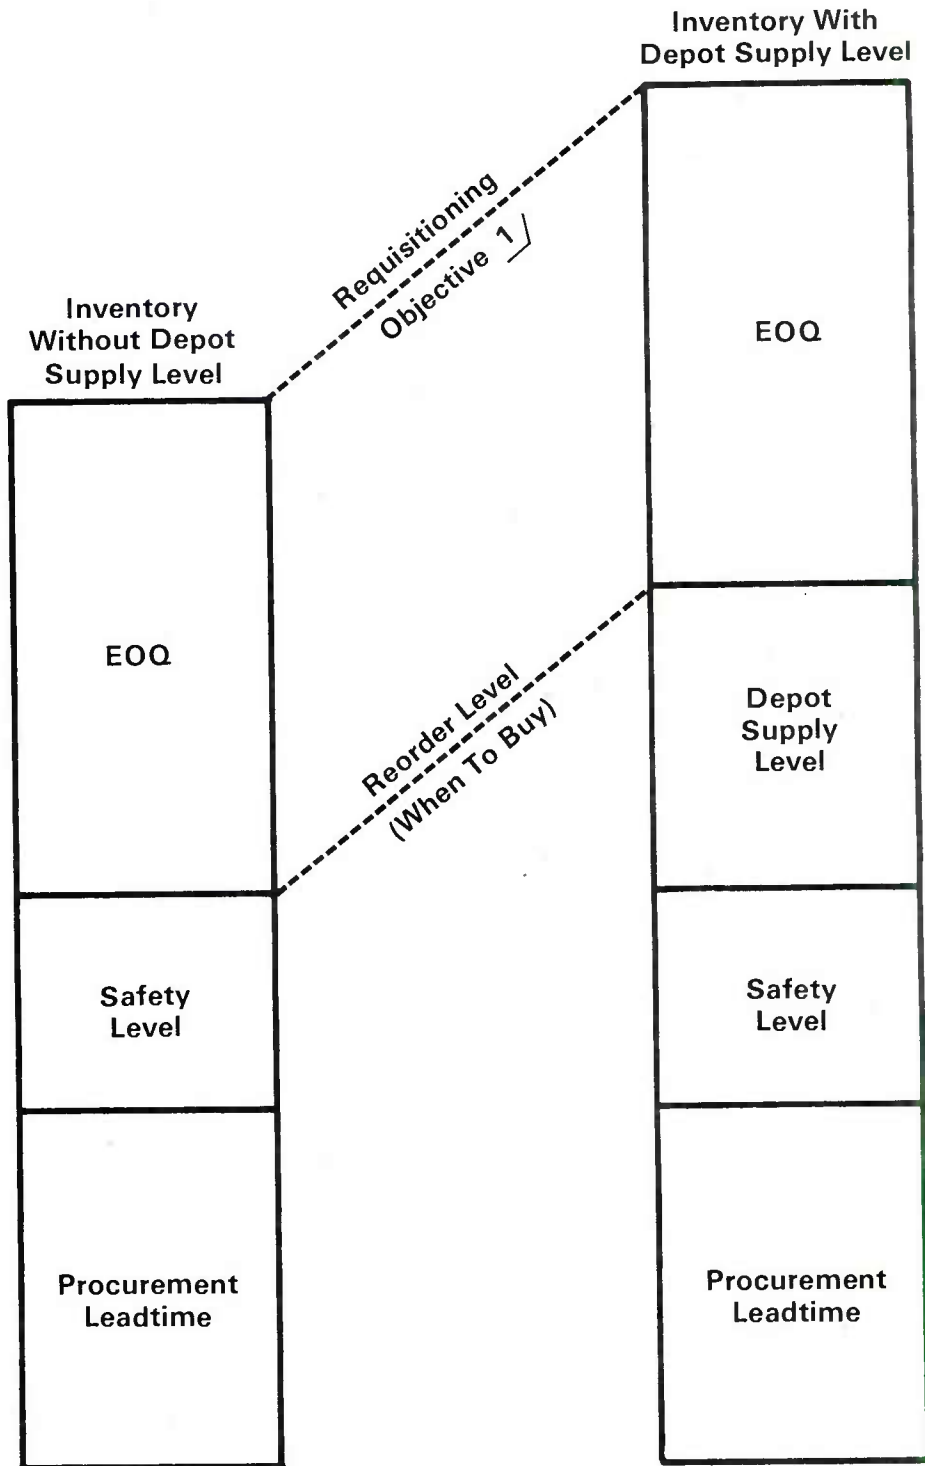 Inventory With
Depot Supply Level
Requisitioning
Objective 1/
Inventory
Without Depot
Supply Level
EOQ
EOQ
Reorder Level
(When To Buy)
Depot
Supply
Level
Safety
Level
Safety
Level
Procurement
Leadtime
Procurement
Leadtime